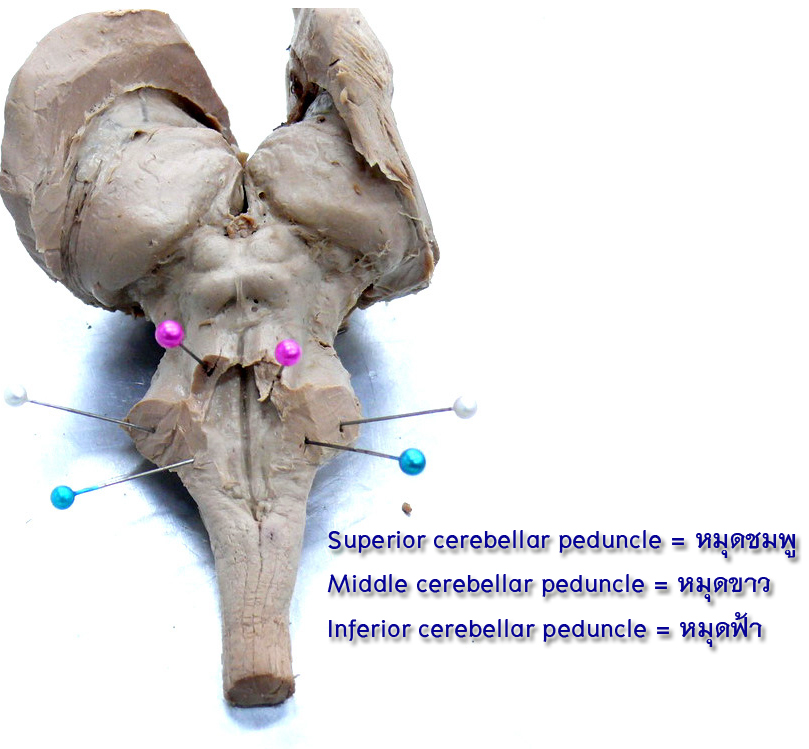 Superior cerebellar peduncle = หมุดชมพู
Middle cerebellar peduncle = หมุดขาว
Inferior cerebellar peduncle = หมุดฟ้า